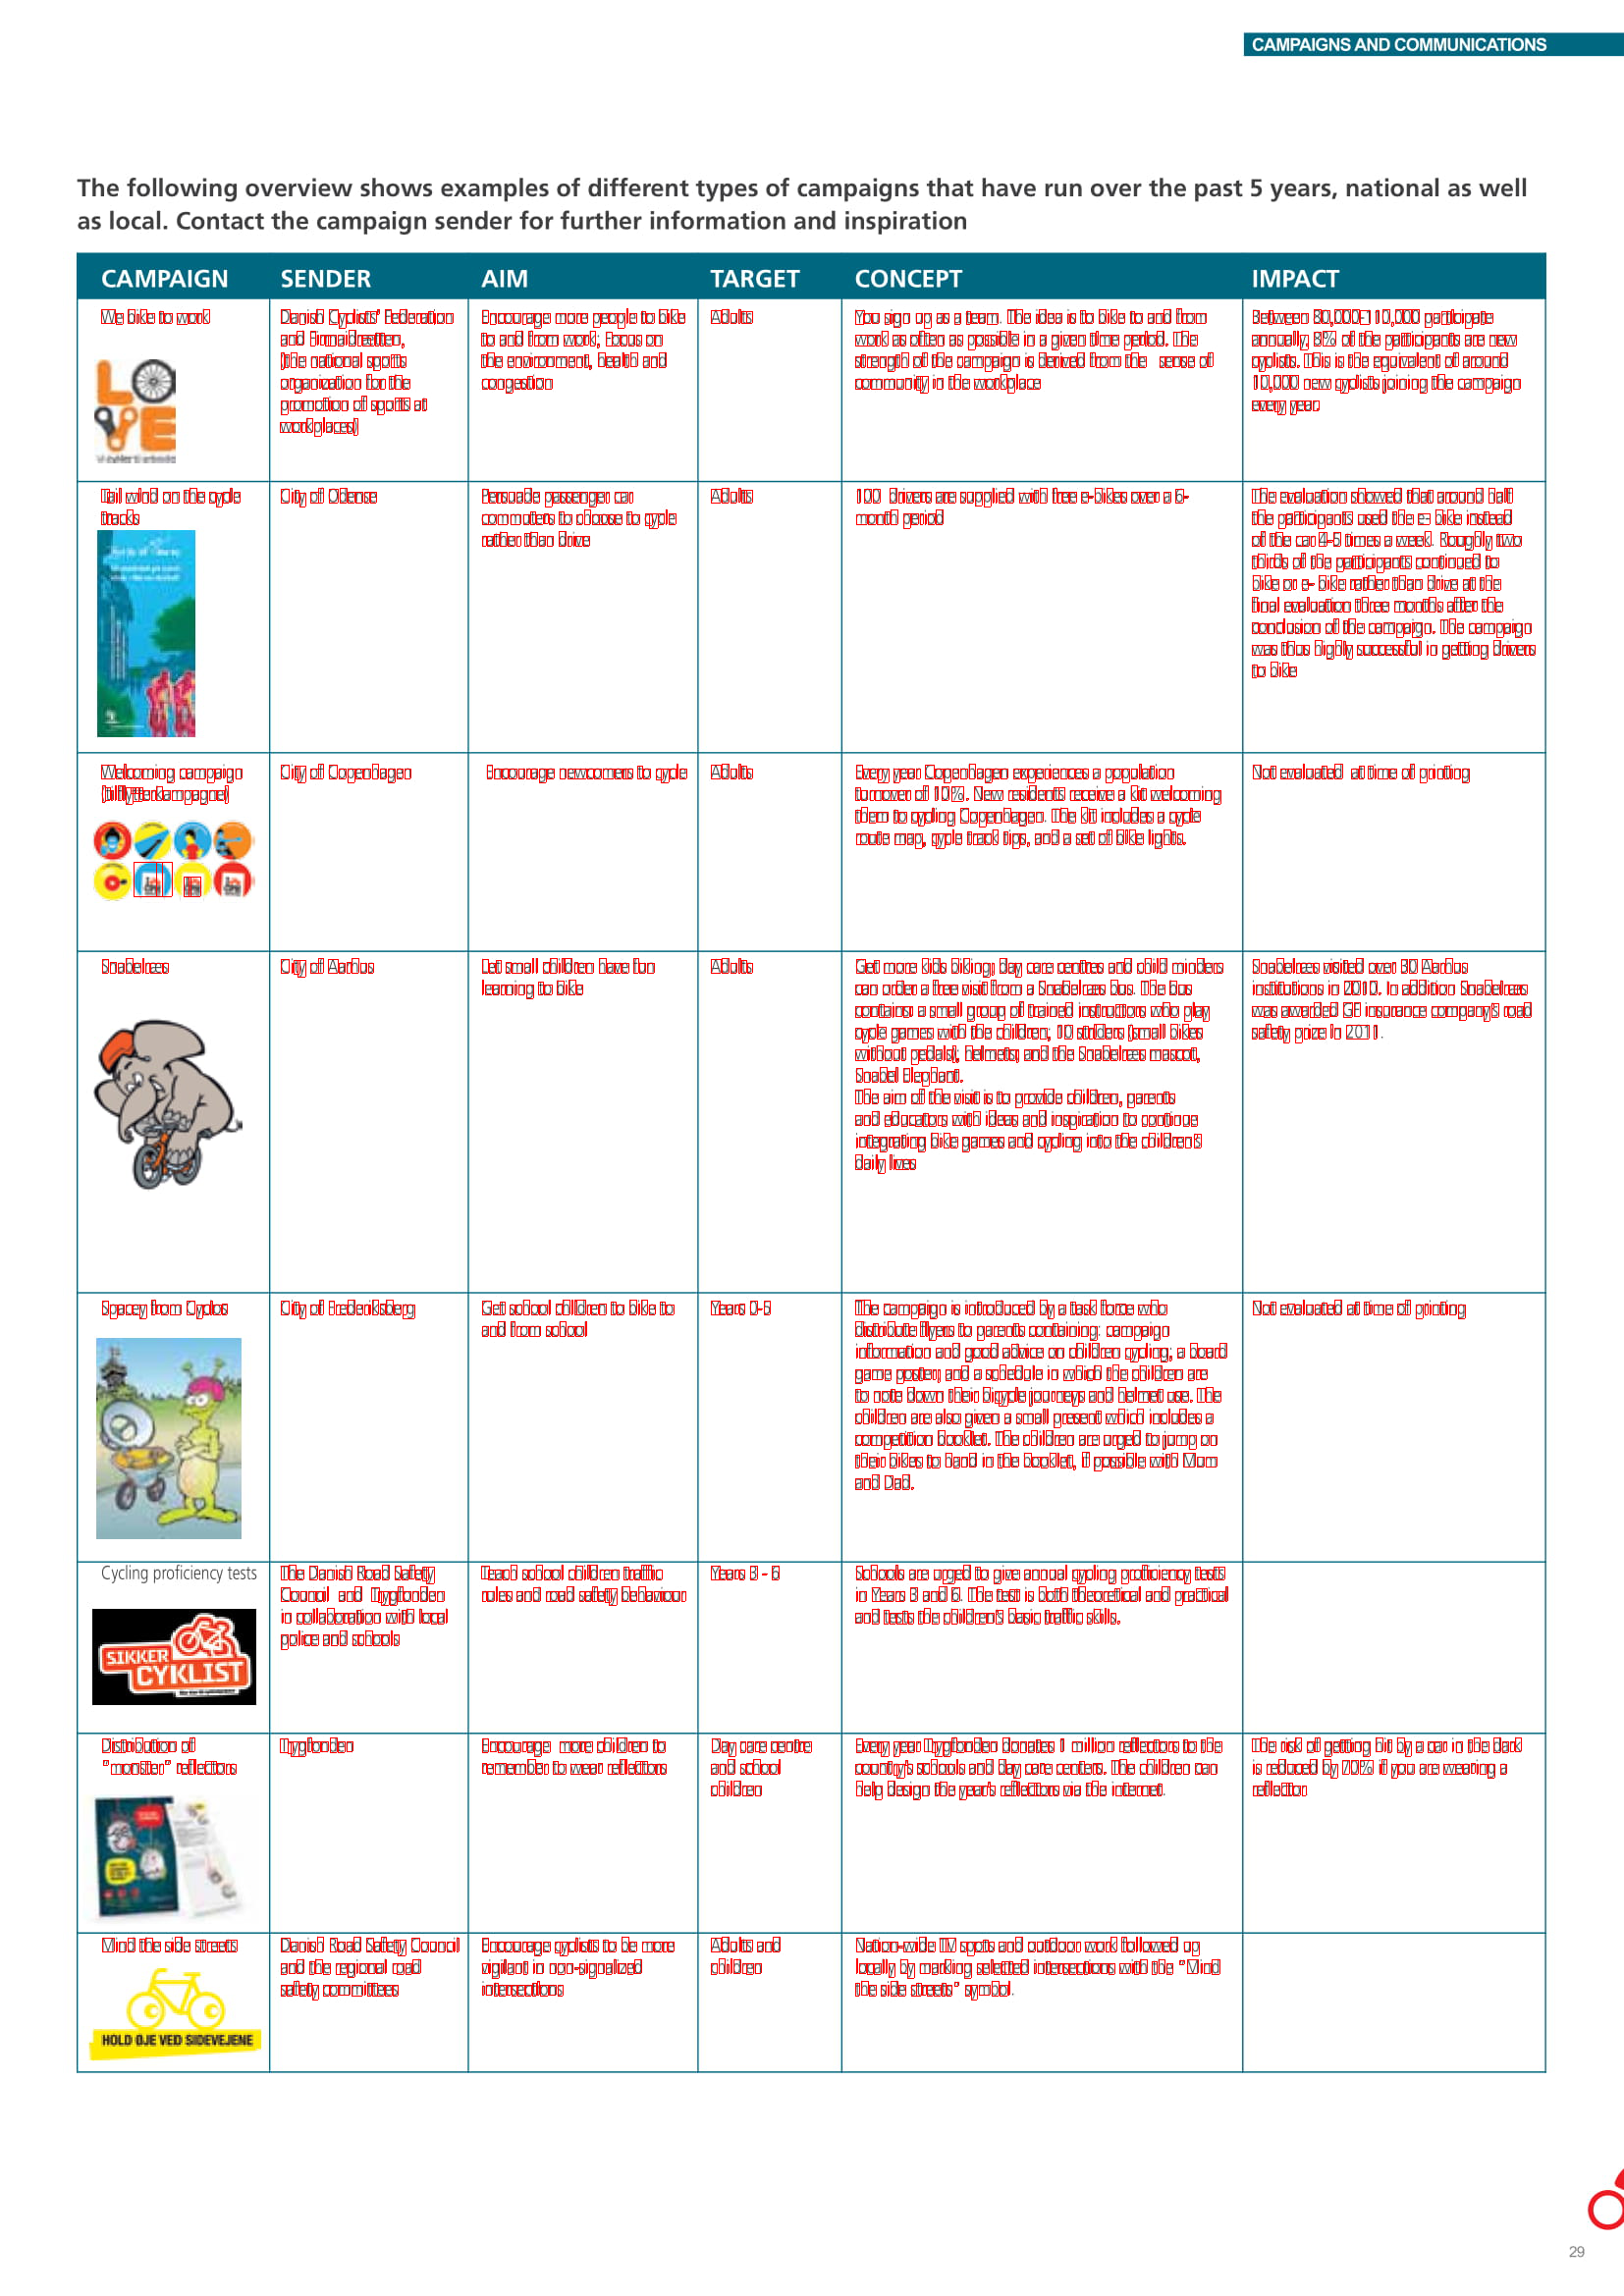 CAMPAIGNS AND COMMUNICATIONS
The following overview shows examples of different types of campaigns that have run over the past 5 years, national as well
as local. Contact the campaign sender for further information and inspiration
CAMPAIGN SENDER AIM TARGET CONCEPT IMPACT
We bike to work
LOVE
Danish Cyclists' Federation
and Firmaidrætten,
(the national sports
organization for the
promotion of sports at
workplaces)
Encourage more people to bike
to and from work; Focus on
the environment, health and
congestion
Adults
You sign up as a team. The idea is to bike to and from
work as often as possible in a given time period. The
strength of the campaign is derived from the sense of
community in the workplace
Between 80,000-110,000 participate
annually, 8% of the participants are new
cyclists. This is the equivalent of around
10,000 new cyclists joining the campaign
every year.
Tail wind on the cycle
tracks
City of Odense
Persuade passenger car
commuters to choose to cycle
rather than drive
Adults
100 drivers are supplied with free e-bikes over a
month period
The evaluation showed that around half
the participants used the e- bike instead
of the car 4-5 times a week. Roughly two
thirds of the participants continued to
bike or e- bike rather than drive at the
final evaluation three months after the
conclusion of the campaign. The campaign
was thus highly successful in getting drivers
to bike
Welcoming campaign
(tilflytterkampagne)
City of Copenhagen
Encourage newcomers to cycle
Adults
Every year Copenhagen experiences a population
turnover of 10%. New residents receive a kit welcoming
them to cycling Copenhagen. The kit includes a cycle
route map, cycle track tips, and a set of bike lights.
Not evaluated at time of printing
Snabelræs
City of Aarhus
Let small children have fun
learning to bike
Adults
Get more kids biking; day care centres and child minders
can order a free visit from a Snabelræs bus. The bus
contains a small group of trained instructors who play
cycle games with the children, 10 striders (small bikes
without pedals), helmets, and the Snabelræs mascot,
Snabel Elephant.
The aim of the visit is to provide children, parents
and educators with ideas and inspiration to continue
integrating bike games and cycling into the children's
daily lives
Snabelræs visited over 30 Aarhus
institutions in 2010. In addition Snabelræs
was awarded GF insurance company's road
safety prize In 2011.
Spacey from Cyclos
City of Frederiksberg
Get school children to bike to
and from school
Years 0-5
The campaign is introduced by a task force who
distribute flyers to parents containing: campaign
information and good advice on children cycling; a board
game poster; and a schedule in which the children are
to note down their bicycle journeys and helmet use. The
children are also given a small present which includes a
competition booklet. The children are urged to jump on
their bikes to hand in the booklet, if possible with Mum
and Dad.
Not evaluated at time of printing
Cycling proficiency tests
SIKKER
CYKLIST
The Danish Road Safety
Council and Trygfonden
in collaboration with local
police and schools
Teach school children traffic
rules and road safety behaviour
Years 3 - 6
Schools are urged to give annual cycling proficiency tests
in Years 3 and 6. The test is both theoretical and practical
and tests the children's basic traffic skills.
Distribution of
"monster" reflectors
Trygfonden
Encourage more children to
remember to wear reflectors
Day care centre
and school
children
Every year Trygfonden donates 1 million reflectors to the
country's schools and day care centers. The children can
help design the year's reflectors via the internet.
The risk of getting hit by a car in the dark
is reduced by 70% if you are wearing a
reflector
Mind the side streets
HOLD ØJE VED SIDEVEJENE
Danish Road Safety Council
and the regional road
safety committees
Encourage cyclists to be more
vigilant in non-signalized
intersections
Adults and
children
Nation-wide TV spots and outdoor work followed up
locally by marking selected intersections with the "Mind
the side streets" symbol.
29